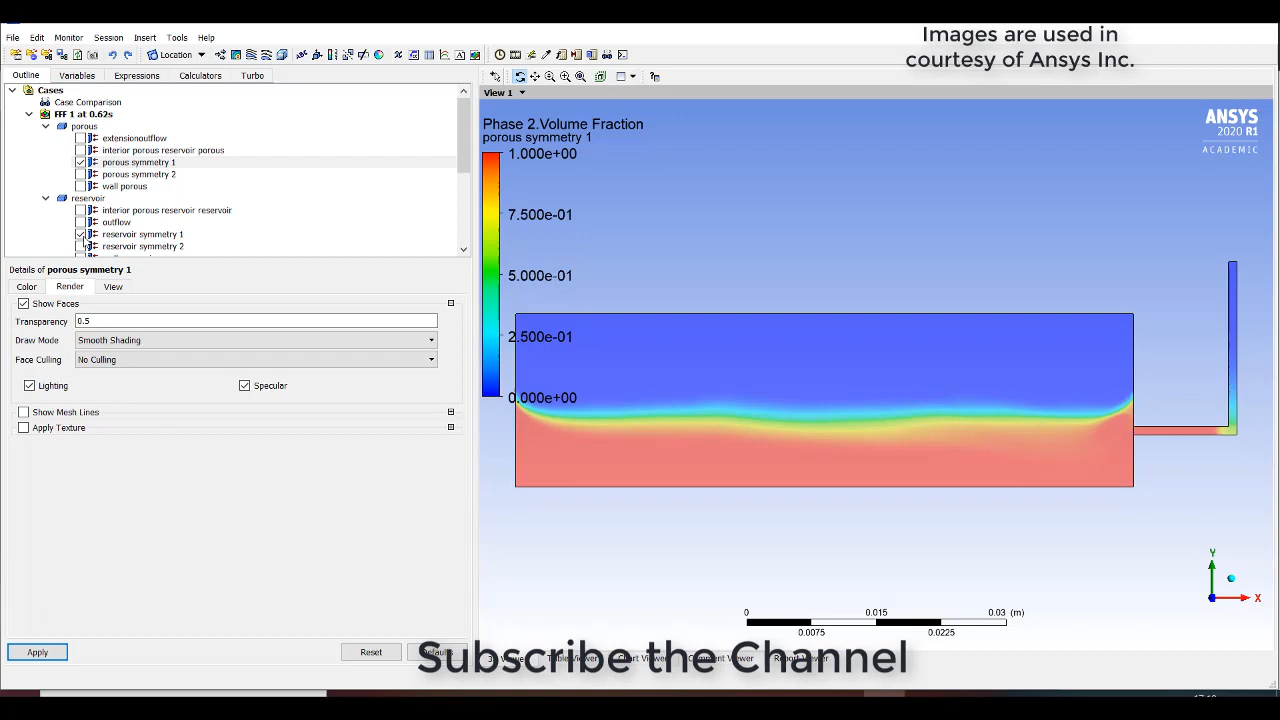 File Edit Monitor Session Insert Tools Help
Images are used in
courtesy of Ansys Inc.
Location
Outline Variables Expressions Calculators Turbo
View 1
Cases
Case Comparison
FFF 1 at 0.62s
porous
extensionoutflow
interior porous reservoir porous
porous symmetry 1
porous symmetry 2
wall porous
reservoir
interior porous reservoir reservoir
outflow
reservoir symmetry 1
reservoir symmetry 2
Details of porous symmetry 1
Color Render View
Show Faces
Transparency 0.5
Draw Mode Smooth Shading
Face Culling No Culling
Lighting Specular
Show Mesh Lines
Apply Texture
Apply Reset Defaults
Phase 2.Volume Fraction
porous symmetry 1
1.000e+00
7.500e-01
5.000e-01
2.500e-01
0.000e+00
ANSYS
2020 R1
ACADEMIC
Y
X
0 0.015 0.03 (m)
0.0075 0.0225
Subscribe the Channel